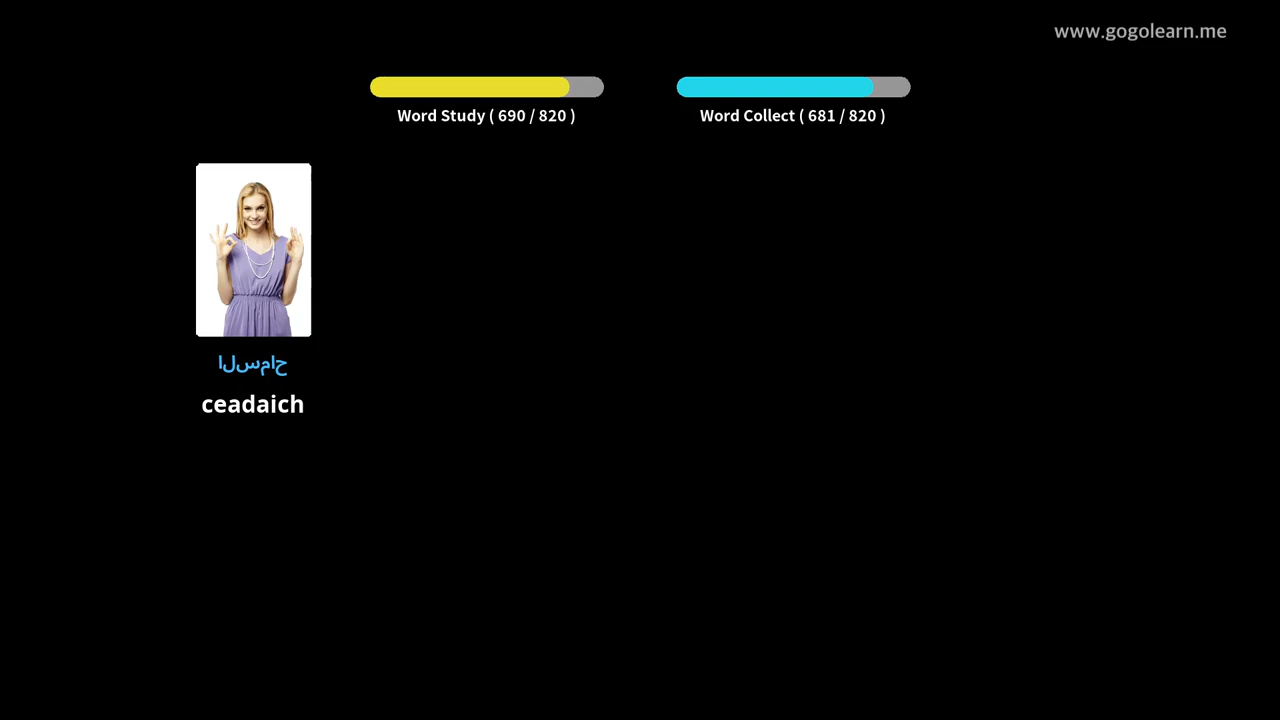 www.gogolearn.me
Word Study ( 690 / 820 )
Word Collect ( 681 / 820 )
السماح
ceadaich